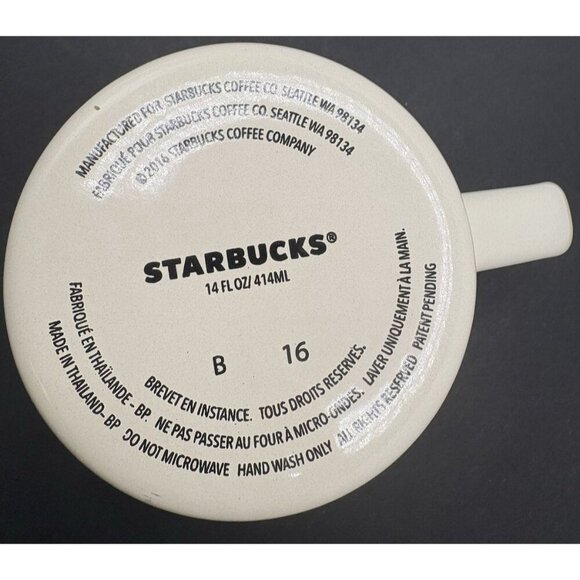 MANUFACTURED FOR STARBUCKS COFFEE CO. SEATTLE WA 98134
FABRIQUÉ POUR STARBUCKS COFFEE CO. SEATTLE WA 98134
©2016 STARBUCKS COFFEE COMPANY
STARBUCKS®
14 FL OZ/ 414ML
B 16
BREVET EN INSTANCE. TOUS DROITS RESERVES.
FABRIQUÉ EN THAÏLANDE - BP. NE PAS PASSER AU FOUR À MICRO-ONDES. LAVER UNIQUEMENT À LA MAIN.
MADE IN THAILAND- BP DO NOT MICROWAVE HAND WASH ONLY ALL RIGHTS RESERVED PATENT PENDING